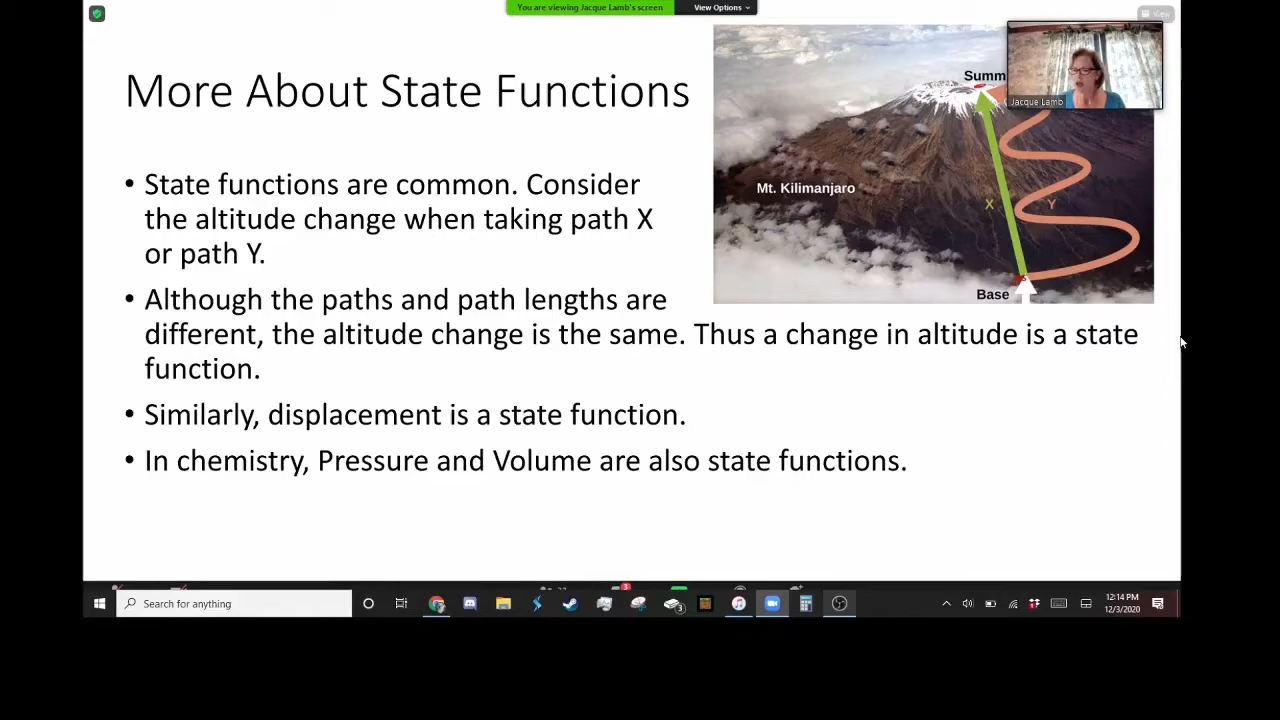 You are viewing Jacque Lamb's screen
View Options
View
More About State Functions
Summ
Jacque Lamb
Mt. Kilimanjaro
X
Y
Base
• State functions are common. Consider
the altitude change when taking path X
or path Y.
• Although the paths and path lengths are
different, the altitude change is the same. Thus a change in altitude is a state
function.
• Similarly, displacement is a state function.
• In chemistry, Pressure and Volume are also state functions.
Search for anything
3
3
12:14 PM
12/3/2020